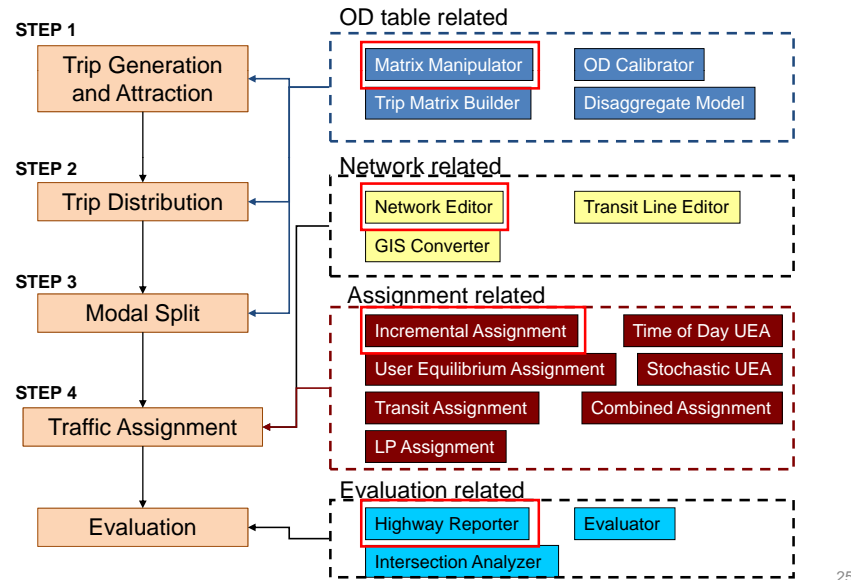 STEP 1
Trip Generation
and Attraction
STEP 2
Trip Distribution
STEP 3
Modal Split
STEP 4
Traffic Assignment
Evaluation
OD table related
Matrix Manipulator
OD Calibrator
Trip Matrix Builder
Disaggregate Model
Network related
Network Editor
Transit Line Editor
GIS Converter
Assignment related
Incremental Assignment
Time of Day UEA
User Equilibrium Assignment
Stochastic UEA
Transit Assignment
Combined Assignment
LP Assignment
Evaluation related
Highway Reporter
Evaluator
Intersection Analyzer
25